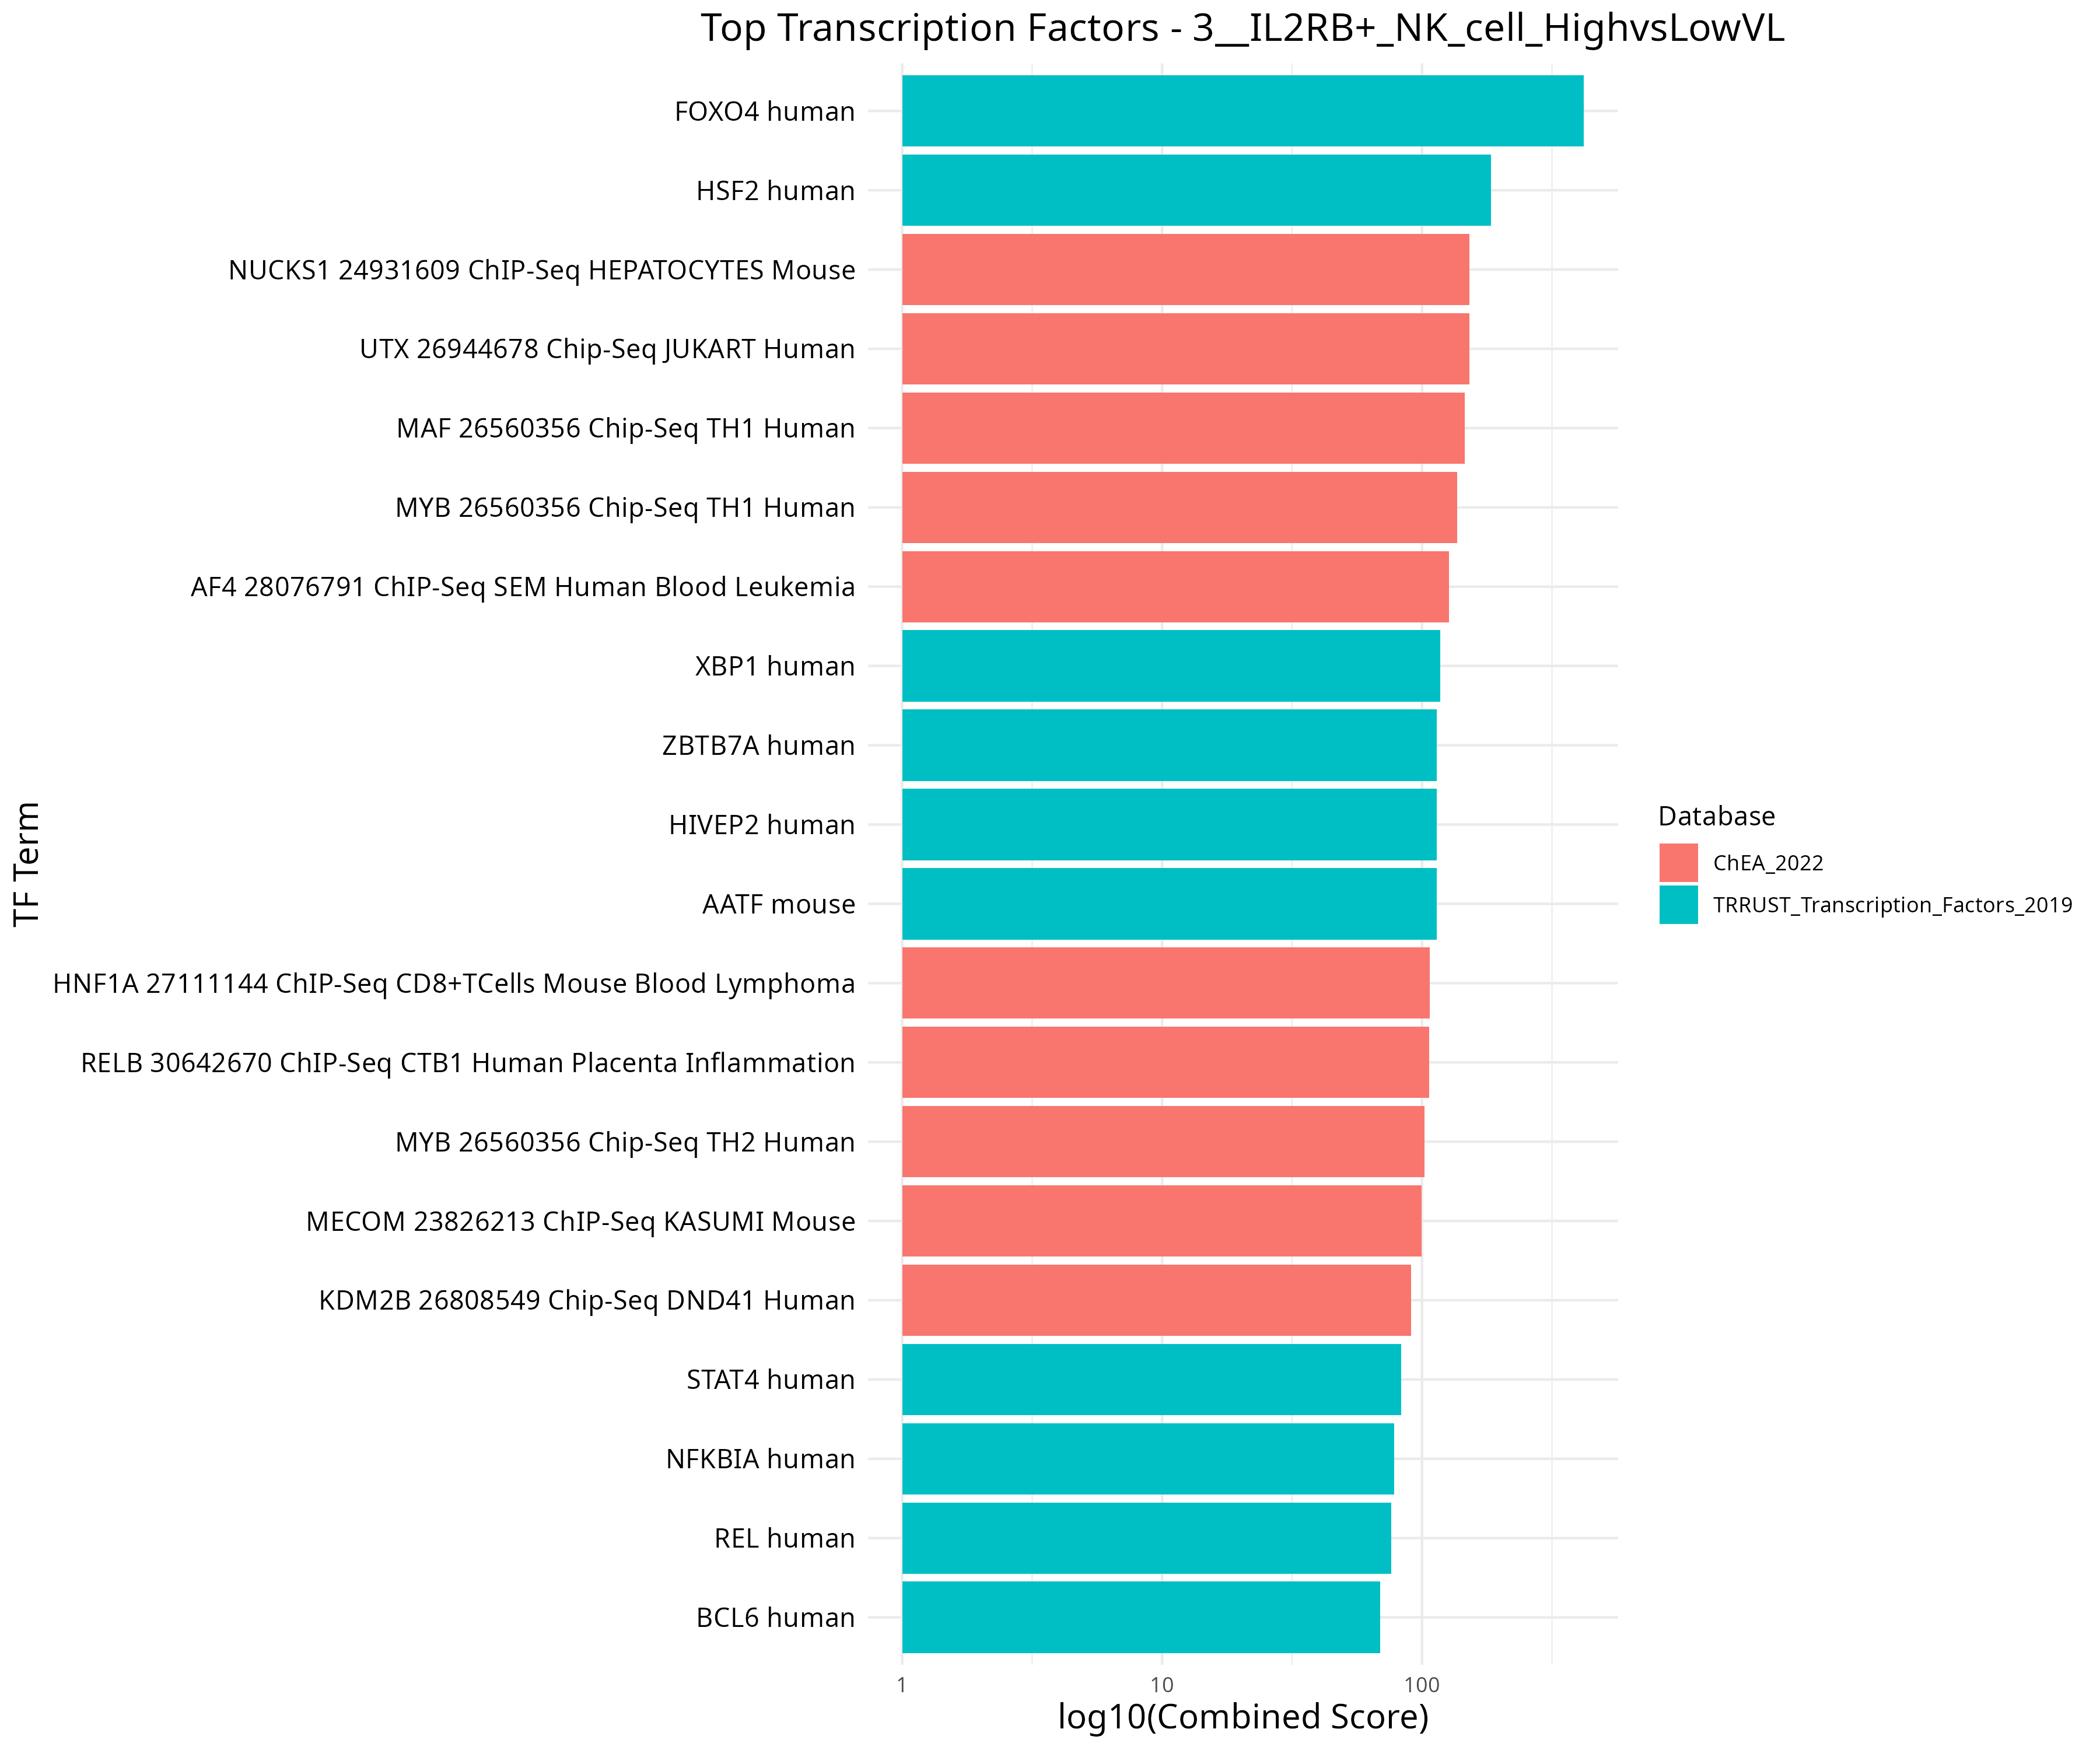 Top Transcription Factors - 3__IL2RB+_NK_cell_HighvsLowVL
TF Term
FOXO4 human
HSF2 human
NUCKS1 24931609 ChIP-Seq HEPATOCYTES Mouse
UTX 26944678 Chip-Seq JUKART Human
MAF 26560356 Chip-Seq TH1 Human
MYB 26560356 Chip-Seq TH1 Human
AF4 28076791 ChIP-Seq SEM Human Blood Leukemia
XBP1 human
ZBTB7A human
HIVEP2 human
AATF mouse
HNF1A 27111144 ChIP-Seq CD8+TCells Mouse Blood Lymphoma
RELB 30642670 ChIP-Seq CTB1 Human Placenta Inflammation
MYB 26560356 Chip-Seq TH2 Human
MECOM 23826213 ChIP-Seq KASUMI Mouse
KDM2B 26808549 Chip-Seq DND41 Human
STAT4 human
NFKBIA human
REL human
BCL6 human
1 10 100
log10(Combined Score)
Database
ChEA_2022
TRRUST_Transcription_Factors_2019